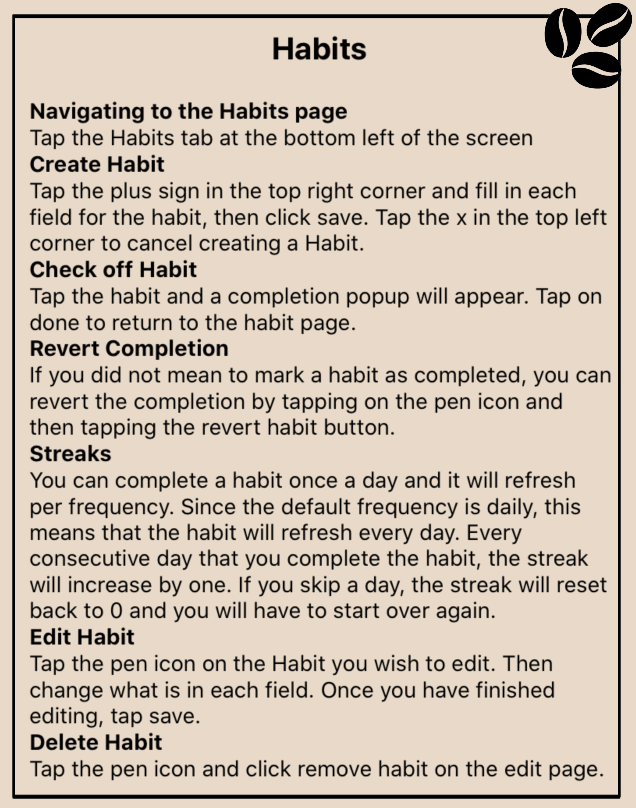 Habits
Navigating to the Habits page
Tap the Habits tab at the bottom left of the screen
Create Habit
Tap the plus sign in the top right corner and fill in each
field for the habit, then click save. Tap the x in the top left
corner to cancel creating a Habit.
Check off Habit
Tap the habit and a completion popup will appear. Tap on
done to return to the habit page.
Revert Completion
If you did not mean to mark a habit as completed, you can
revert the completion by tapping on the pen icon and
then tapping the revert habit button.
Streaks
You can complete a habit once a day and it will refresh
per frequency. Since the default frequency is daily, this
means that the habit will refresh every day. Every
consecutive day that you complete the habit, the streak
will increase by one. If you skip a day, the streak will reset
back to 0 and you will have to start over again.
Edit Habit
Tap the pen icon on the Habit you wish to edit. Then
change what is in each field. Once you have finished
editing, tap save.
Delete Habit
Tap the pen icon and click remove habit on the edit page.